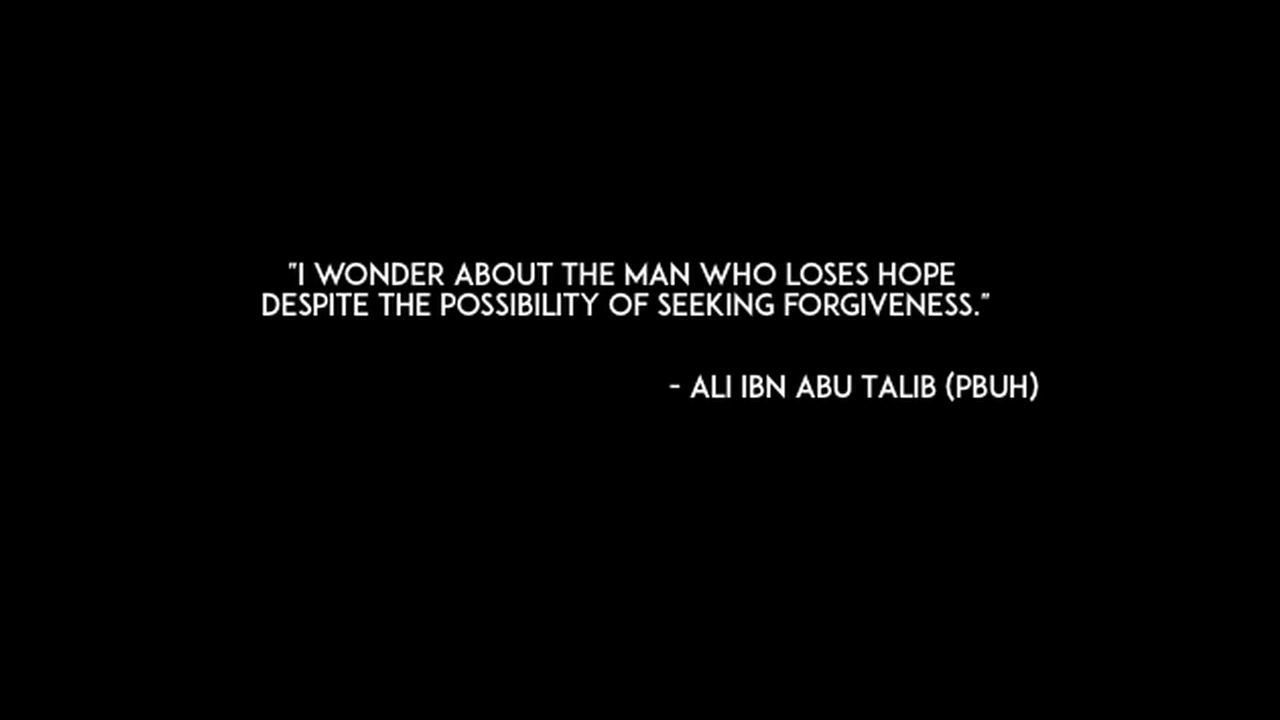 "I WONDER ABOUT THE MAN WHO LOSES HOPE
DESPITE THE POSSIBILITY OF SEEKING FORGIVENESS."
- ALI IBN ABU TALIB (PBUH)